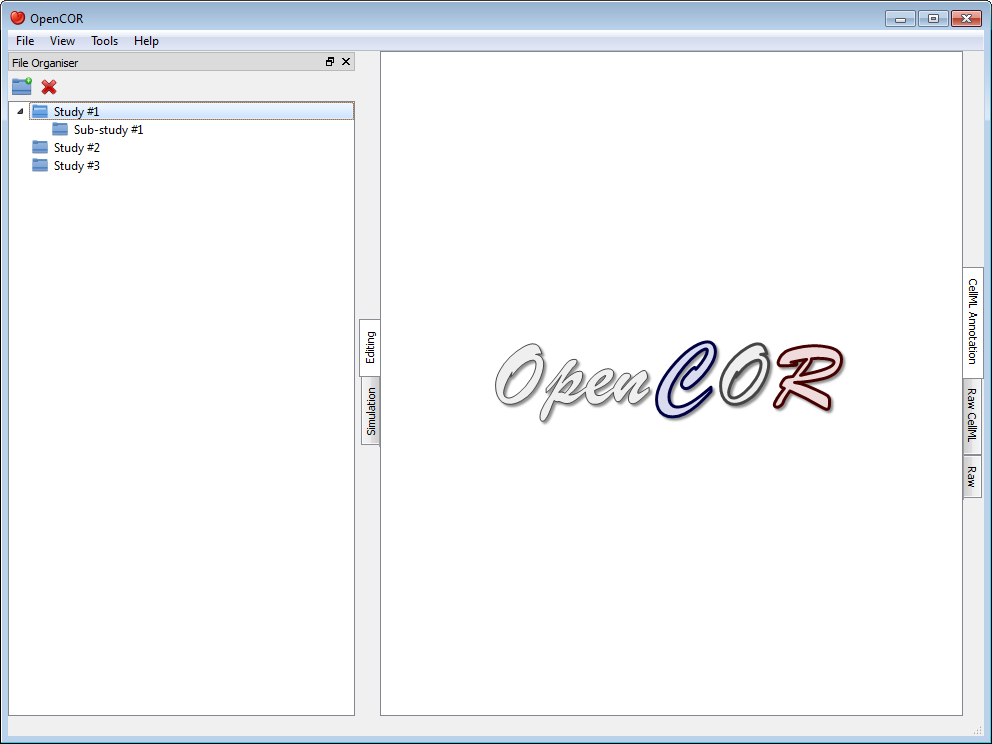 OpenCOR
File View Tools Help
File Organiser
Study #1
Sub-study #1
Study #2
Study #3
Editing
Simulation
OpenCOR
CellML Annotation
Raw CellML
Raw